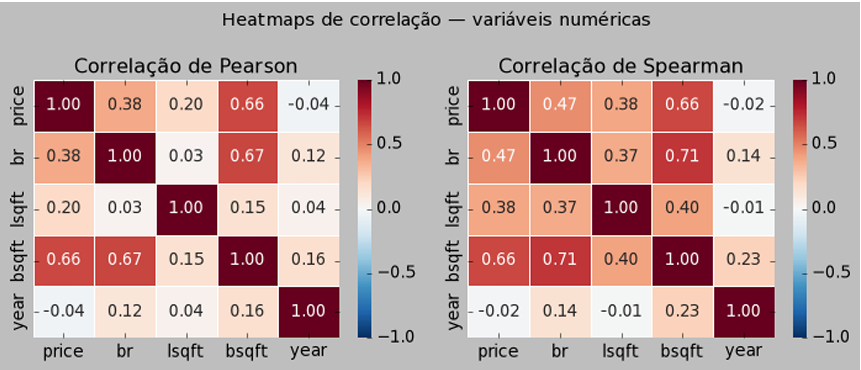 Heatmaps de correlação — variáveis numéricas
Correlação de Pearson
price 1.00 0.38 0.20 0.66 -0.04
br 0.38 1.00 0.03 0.67 0.12
lsqft 0.20 0.03 1.00 0.15 0.04
bsqft 0.66 0.67 0.15 1.00 0.16
year -0.04 0.12 0.04 0.16 1.00
price br lsqft bsqft year
1.0
0.5
0.0
−0.5
−1.0
Correlação de Spearman
price 1.00 0.47 0.38 0.66 -0.02
br 0.47 1.00 0.37 0.71 0.14
lsqft 0.38 0.37 1.00 0.40 -0.01
bsqft 0.66 0.71 0.40 1.00 0.23
year -0.02 0.14 -0.01 0.23 1.00
price br lsqft bsqft year
1.0
0.5
0.0
−0.5
−1.0